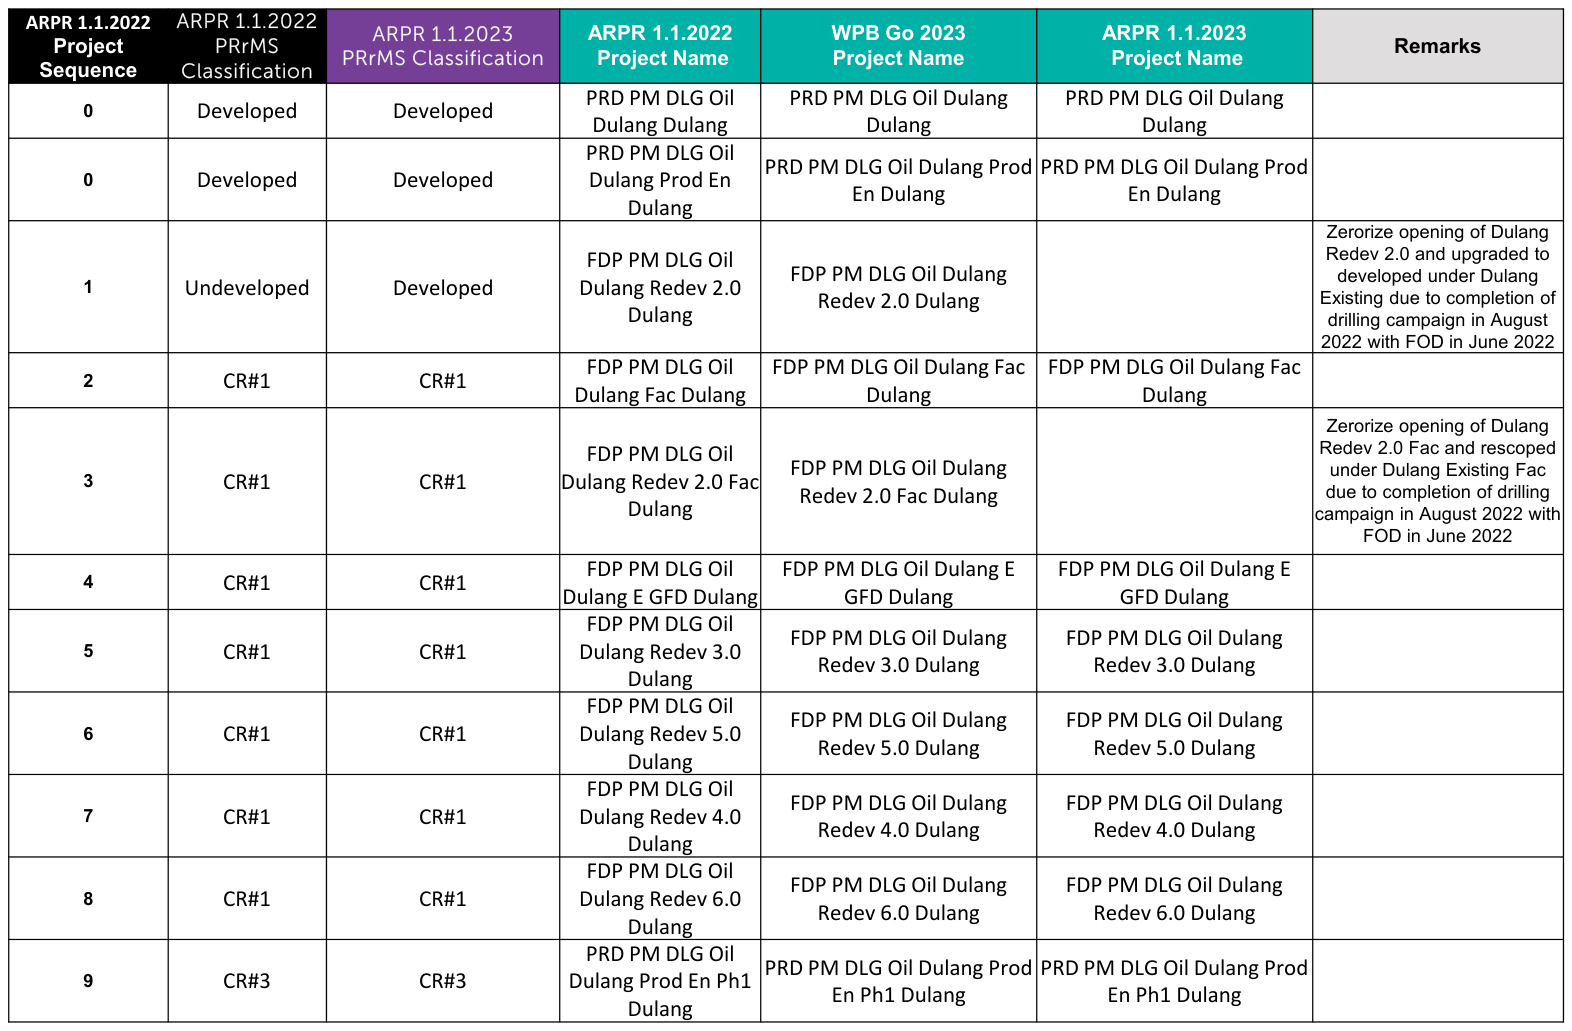 ARPR 1.1.2022
Project
Sequence
ARPR 1.1.2022
PRrMS
Classification
ARPR 1.1.2023
PRrMS Classification
ARPR 1.1.2022
Project Name
WPB Go 2023
Project Name
ARPR 1.1.2023
Project Name
Remarks
0
Developed
Developed
PRD PM DLG Oil
Dulang Dulang
PRD PM DLG Oil Dulang
Dulang
PRD PM DLG Oil Dulang
Dulang
0
Developed
Developed
PRD PM DLG Oil
Dulang Prod En
Dulang
PRD PM DLG Oil Dulang Prod
En Dulang
PRD PM DLG Oil Dulang Prod
En Dulang
1
Undeveloped
Developed
FDP PM DLG Oil
Dulang Redev 2.0
Dulang
FDP PM DLG Oil Dulang
Redev 2.0 Dulang
Zerorize opening of Dulang
Redev 2.0 and upgraded to
developed under Dulang
Existing due to completion of
drilling campaign in August
2022 with FOD in June 2022
2
CR#1
CR#1
FDP PM DLG Oil
Dulang Fac Dulang
FDP PM DLG Oil Dulang Fac
Dulang
FDP PM DLG Oil Dulang Fac
Dulang
3
CR#1
CR#1
FDP PM DLG Oil
Dulang Redev 2.0 Fac
Dulang
FDP PM DLG Oil Dulang
Redev 2.0 Fac Dulang
Zerorize opening of Dulang
Redev 2.0 Fac and rescoped
under Dulang Existing Fac
due to completion of drilling
campaign in August 2022 with
FOD in June 2022
4
CR#1
CR#1
FDP PM DLG Oil
Dulang E GFD Dulang
FDP PM DLG Oil Dulang E
GFD Dulang
FDP PM DLG Oil Dulang E
GFD Dulang
5
CR#1
CR#1
FDP PM DLG Oil
Dulang Redev 3.0
Dulang
FDP PM DLG Oil Dulang
Redev 3.0 Dulang
FDP PM DLG Oil Dulang
Redev 3.0 Dulang
6
CR#1
CR#1
FDP PM DLG Oil
Dulang Redev 5.0
Dulang
FDP PM DLG Oil Dulang
Redev 5.0 Dulang
FDP PM DLG Oil Dulang
Redev 5.0 Dulang
7
CR#1
CR#1
FDP PM DLG Oil
Dulang Redev 4.0
Dulang
FDP PM DLG Oil Dulang
Redev 4.0 Dulang
FDP PM DLG Oil Dulang
Redev 4.0 Dulang
8
CR#1
CR#1
FDP PM DLG Oil
Dulang Redev 6.0
Dulang
FDP PM DLG Oil Dulang
Redev 6.0 Dulang
FDP PM DLG Oil Dulang
Redev 6.0 Dulang
9
CR#3
CR#3
PRD PM DLG Oil
Dulang Prod En Ph1
Dulang
PRD PM DLG Oil Dulang Prod
En Ph1 Dulang
PRD PM DLG Oil Dulang Prod
En Ph1 Dulang